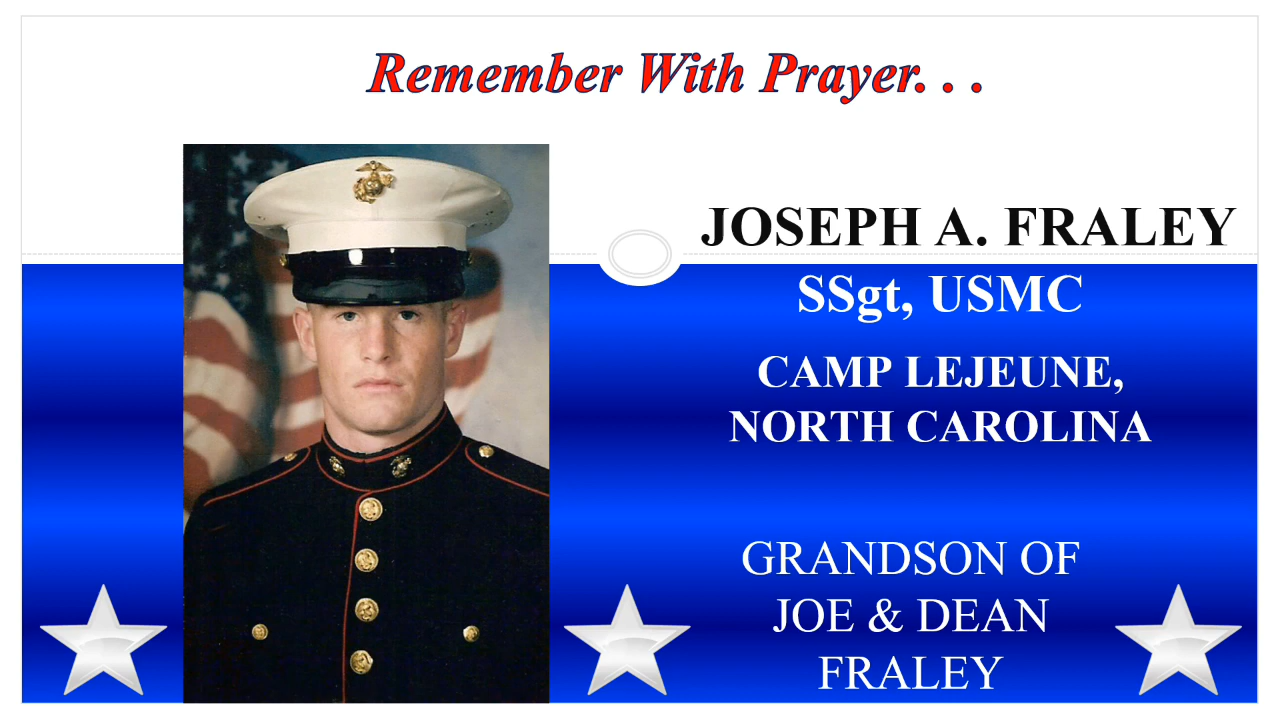 Remember With Prayer. . .
JOSEPH A. FRALEY
SSgt, USMC
CAMP LEJEUNE,
NORTH CAROLINA
GRANDSON OF
JOE & DEAN
FRALEY